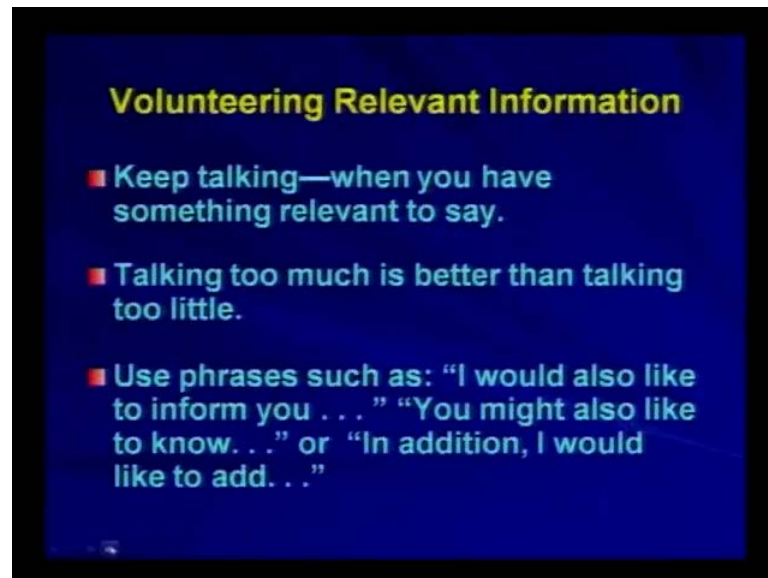 Volunteering Relevant Information
Keep talking—when you have
something relevant to say.
Talking too much is better than talking
too little.
Use phrases such as: “I would also like
to inform you . . . ” “You might also like
to know. . .” or “In addition, I would
like to add. . .”